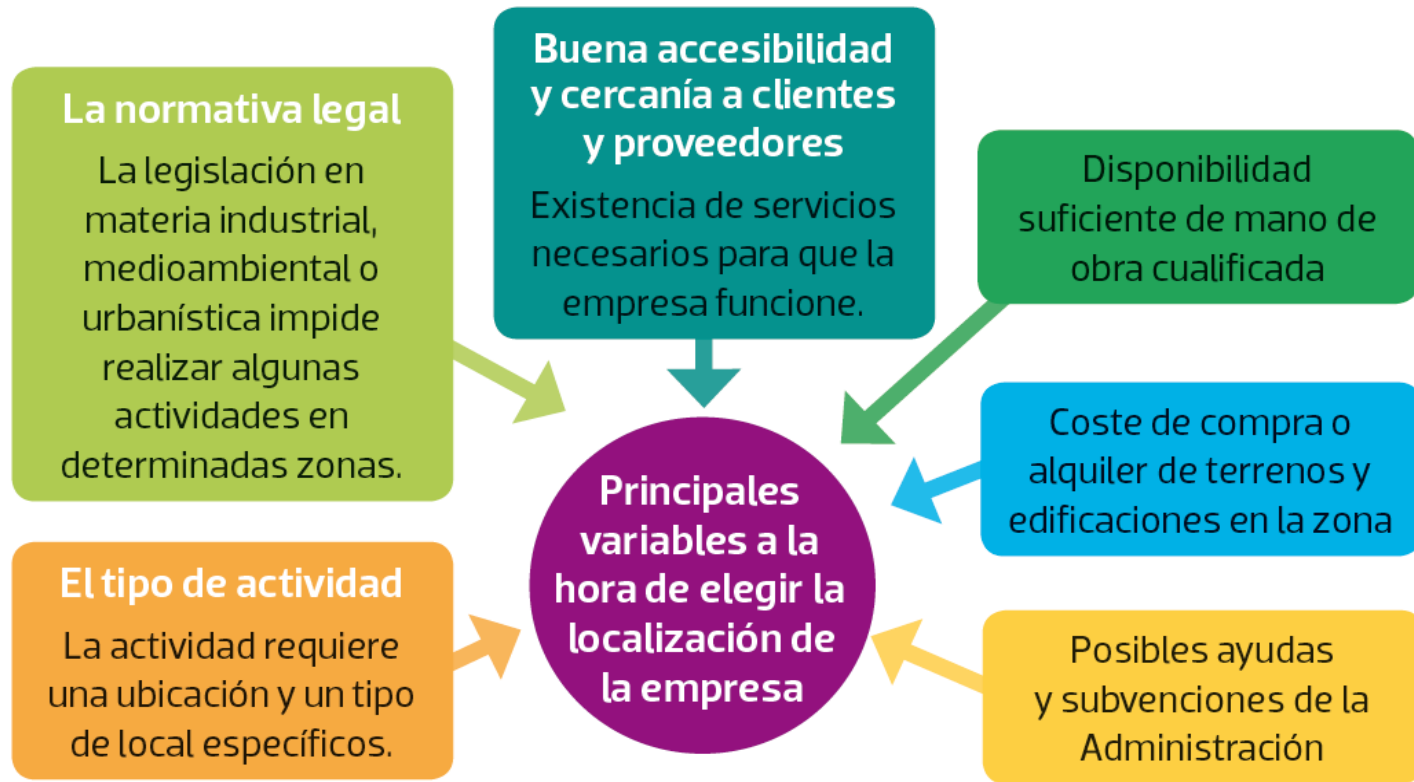 La normativa legal
La legislación en
materia industrial,
medioambiental o
urbanística impide
realizar algunas
actividades en
determinadas zonas.
Buena accesibilidad
y cercanía a clientes
y proveedores
Existencia de servicios
necesarios para que la
empresa funcione.
Disponibilidad
suficiente de mano de
obra cualificada
Coste de compra o
alquiler de terrenos y
edificaciones en la zona
Principales
variables a la
hora de elegir la
localización de
la empresa
El tipo de actividad
La actividad requiere
una ubicación y un tipo
de local específicos.
Posibles ayudas
y subvenciones de la
Administración